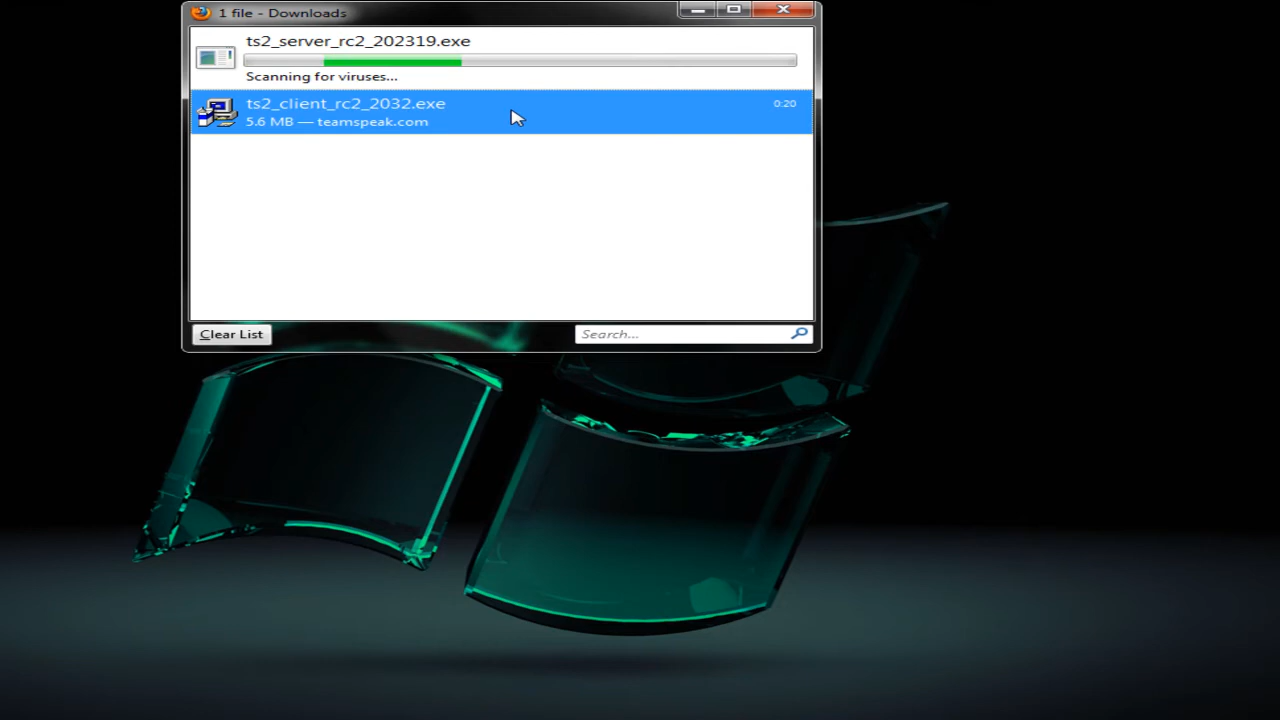 1 file - Downloads
ts2_server_rc2_202319.exe
Scanning for viruses...
ts2_client_rc2_2032.exe
0:20
5.6 MB — teamspeak.com
Clear List
Search...